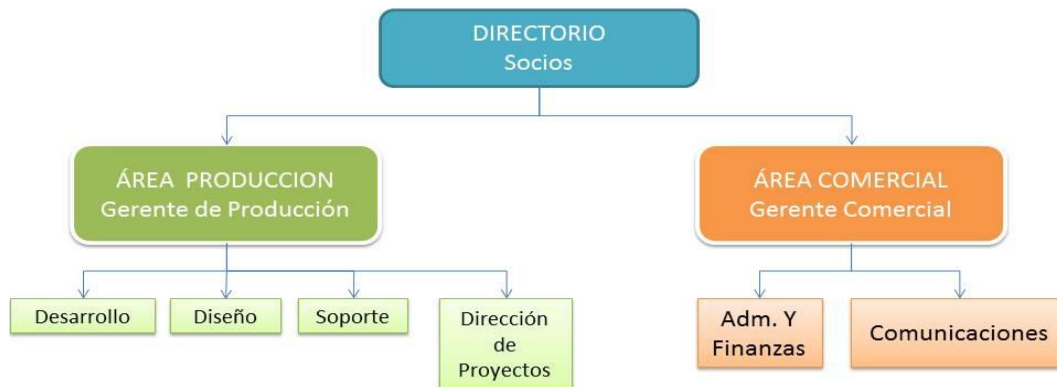 DIRECTORIO
Socios
ÁREA PRODUCCION
Gerente de Producción
ÁREA COMERCIAL
Gerente Comercial
Desarrollo
Diseño
Soporte
Dirección
de
Proyectos
Adm. Y
Finanzas
Comunicaciones